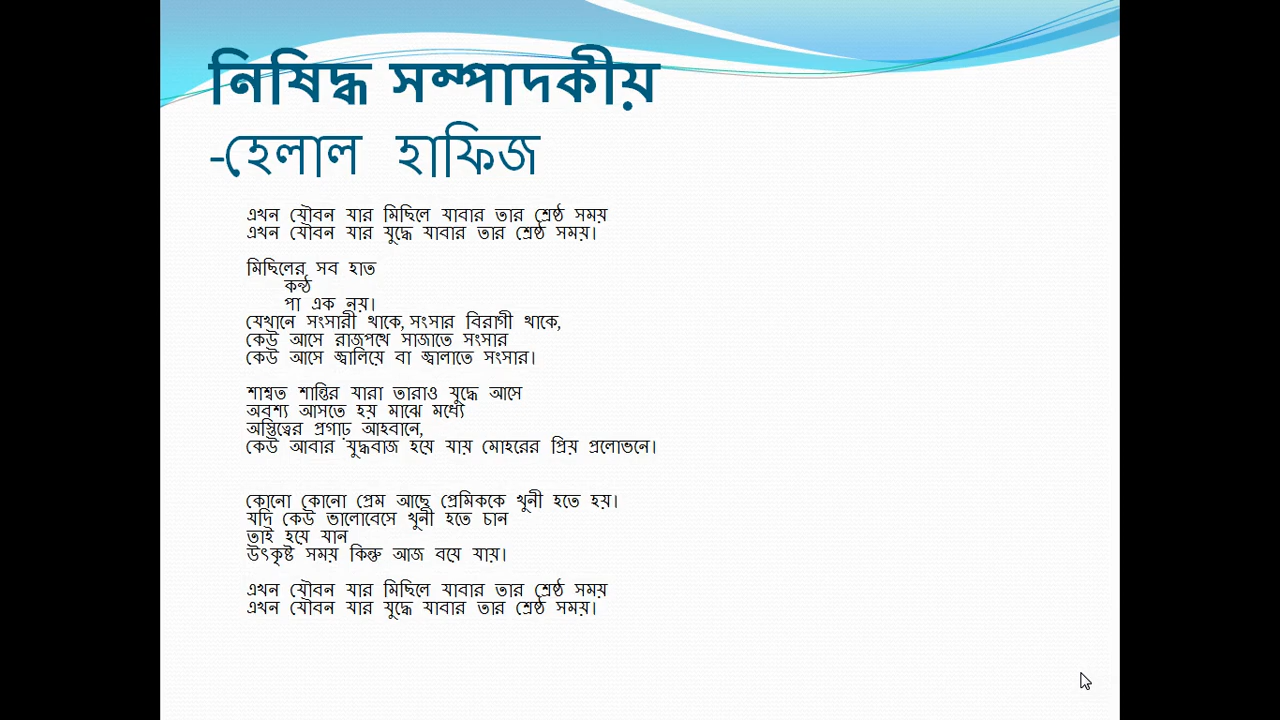 নিষিদ্ধ সম্পাদকীয়
-হেলাল হাফিজ
এখন যৌবন যার মিছিলে যাবার তার শ্রেষ্ঠ সময়
এখন যৌবন যার যুদ্ধে যাবার তার শ্রেষ্ঠ সময়।
মিছিলের সব হাত
কন্ঠ
পা এক নয়।
যেখানে সংসারী থাকে, সংসার বিরাগী থাকে,
কেউ আসে রাজপথে সাজাতে সংসার
কেউ আসে জ্বালিয়ে বা জ্বালাতে সংসার।
শাশ্বত শান্তির যারা তারাও যুদ্ধে আসে
অবশ্য আসতে হয় মাঝে মধ্যে
অস্তিত্বের প্রগাঢ় আহবানে,
কেউ আবার যুদ্ধবাজ হয়ে যায় মোহরের প্রিয় প্রলোভনে।
কোনো কোনো প্রেম আছে প্রেমিককে খুনী হতে হয়।
যদি কেউ ভালোবেসে খুনী হতে চান
তাই হয়ে যান
উৎকৃষ্ট সময় কিন্তু আজ বয়ে যায়।
এখন যৌবন যার মিছিলে যাবার তার শ্রেষ্ঠ সময়
এখন যৌবন যার যুদ্ধে যাবার তার শ্রেষ্ঠ সময়।